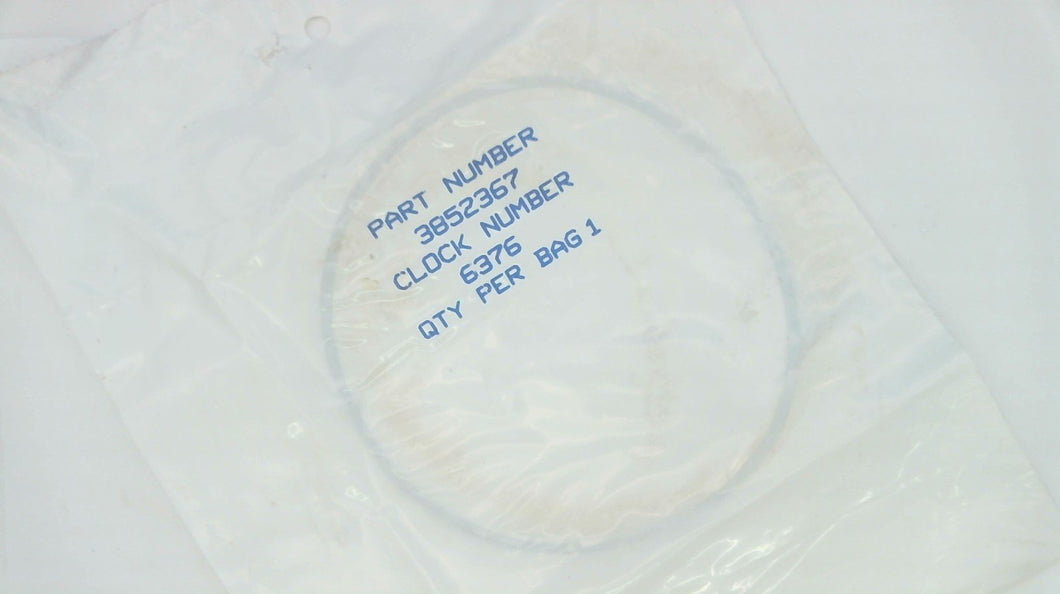 PART NUMBER
3852367
CLOCK NUMBER
6376
QTY PER BAG 1